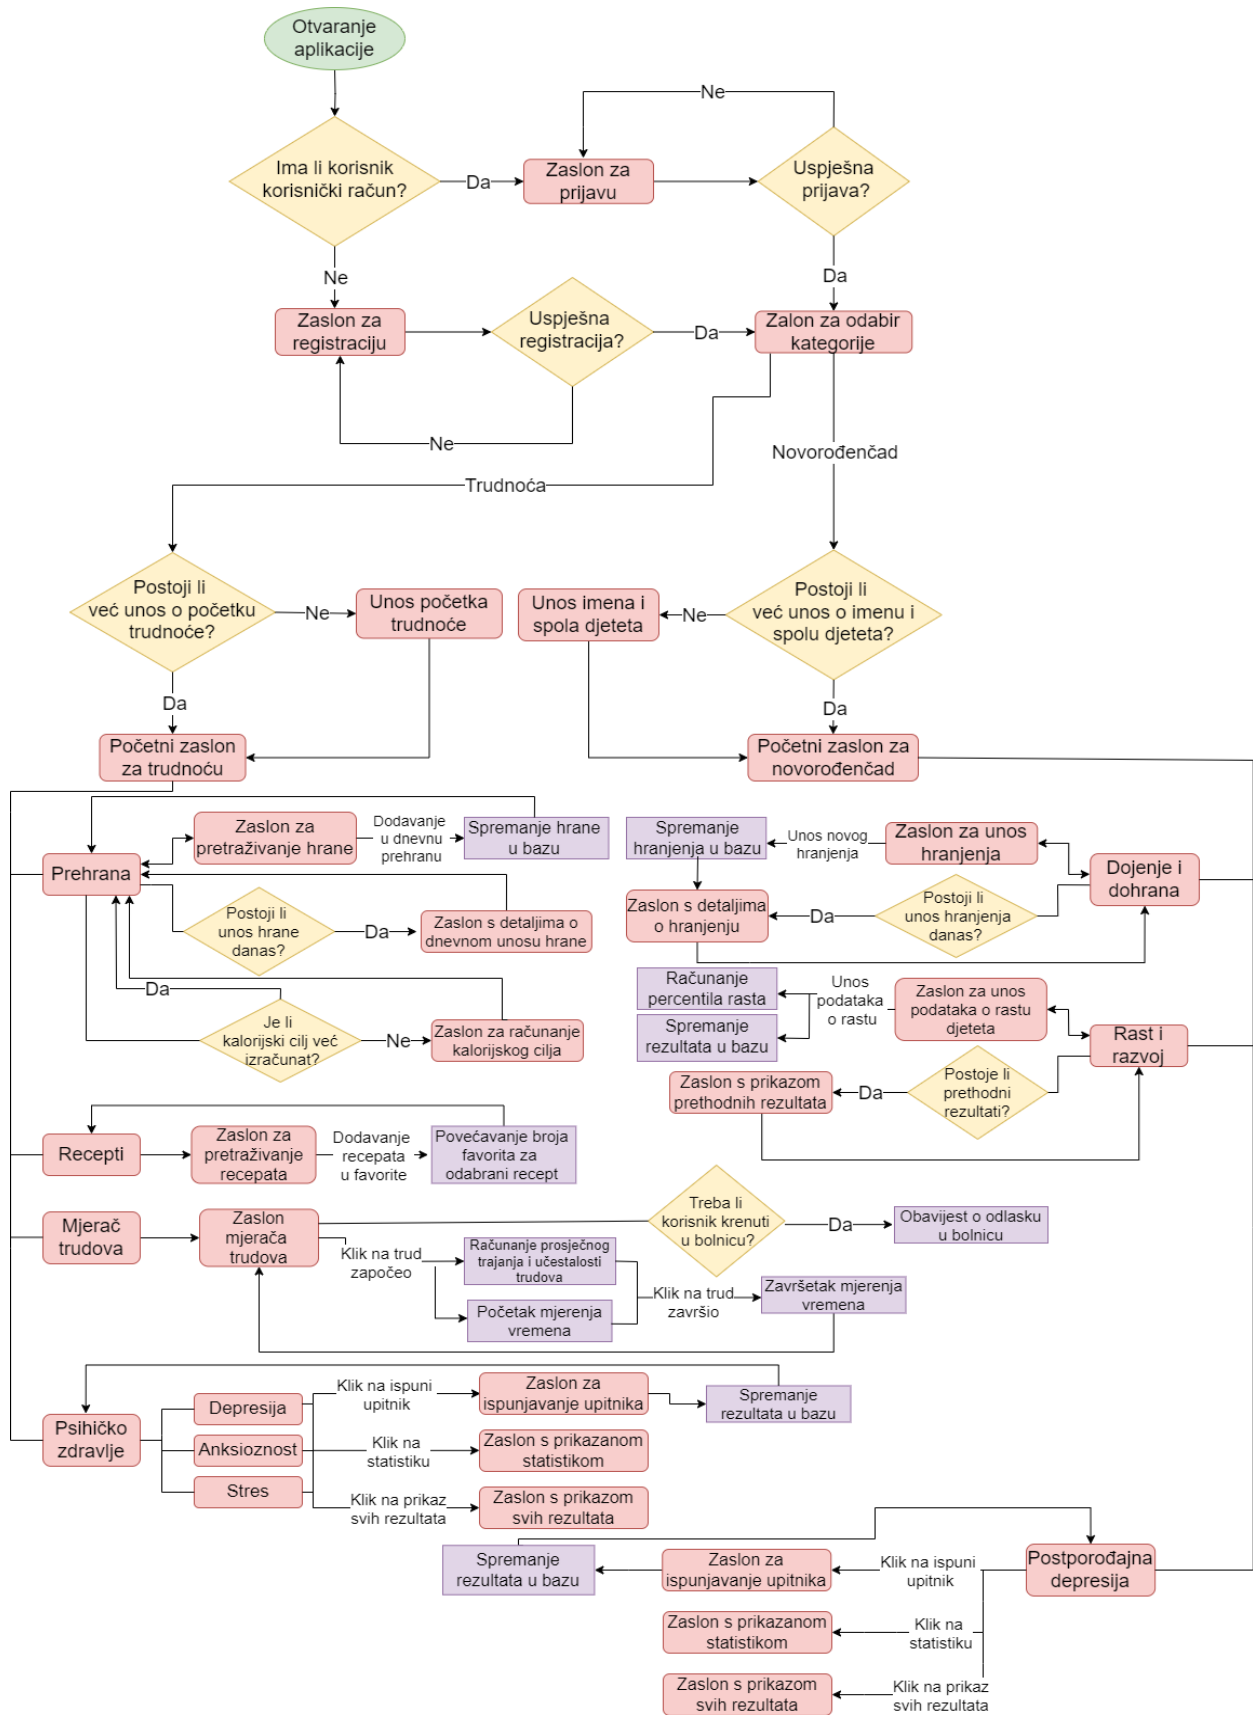 Otvaranje
aplikacije
Ne
Ima li korisnik
korisnički račun?
Da
Zaslon za
prijavu
Uspješna
prijava?
Ne
Da
Zaslon za
registraciju
Uspješna
registracija?
Da
Zalon za odabir
kategorije
Ne
Novorođenčad
Trudnoća
Postoji li
već unos o početku
trudnoće?
Ne
Unos početka
trudnoće
Unos imena i
spola djeteta
Ne
Postoji li
već unos o imenu i
spolu djeteta?
Da
Da
Početni zaslon
za trudnoću
Početni zaslon za
novorođenčad
Prehrana
Zaslon za
pretraživanje hrane
Dodavanje
u dnevnu
prehranu
Spremanje hrane
u bazu
Postoji li
unos hrane
danas?
Da
Zaslon s detaljima o
dnevnom unosu hrane
Da
Je li
kalorijski cilj već
izračunat?
Ne
Zaslon za računanje
kalorijskog cilja
Spremanje
hranjenja u bazu
Unos novog
hranjenja
Zaslon za unos
hranjenja
Dojenje i
dohrana
Zaslon s detaljima
o hranjenju
Da
Postoji li
unos hranjenja
danas?
Računanje
percentila rasta
Spremanje
rezultata u bazu
Unos
podataka
o rastu
Zaslon za unos
podataka o rastu
djeteta
Rast i
razvoj
Zaslon s prikazom
prethodnih rezultata
Da
Postoje li
prethodni
rezultati?
Recepti
Zaslon za
pretraživanje
recepata
Dodavanje
recepata
u favorite
Povećavanje broja
favorita za
odabrani recept
Mjerač
trudova
Zaslon
mjerača
trudova
Treba li
korisnik krenuti
u bolnicu?
Da
Obavijest o odlasku
u bolnicu
Klik na trud
započeo
Računanje prosječnog
trajanja i učestalosti
trudova
Početak mjerenja
vremena
Klik na trud
završio
Završetak mjerenja
vremena
Psihičko
zdravlje
Depresija
Anksioznost
Stres
Klik na ispuni
upitnik
Zaslon za
ispunjavanje upitnika
Spremanje
rezultata u bazu
Klik na
statistiku
Zaslon s prikazanom
statistikom
Klik na prikaz
svih rezultata
Zaslon s prikazom
svih rezultata
Spremanje
rezultata u bazu
Zaslon za
ispunjavanje upitnika
Klik na ispuni
upitnik
Postporođajna
depresija
Zaslon s prikazanom
statistikom
Klik na
statistiku
Zaslon s prikazom
svih rezultata
Klik na prikaz
svih rezultata